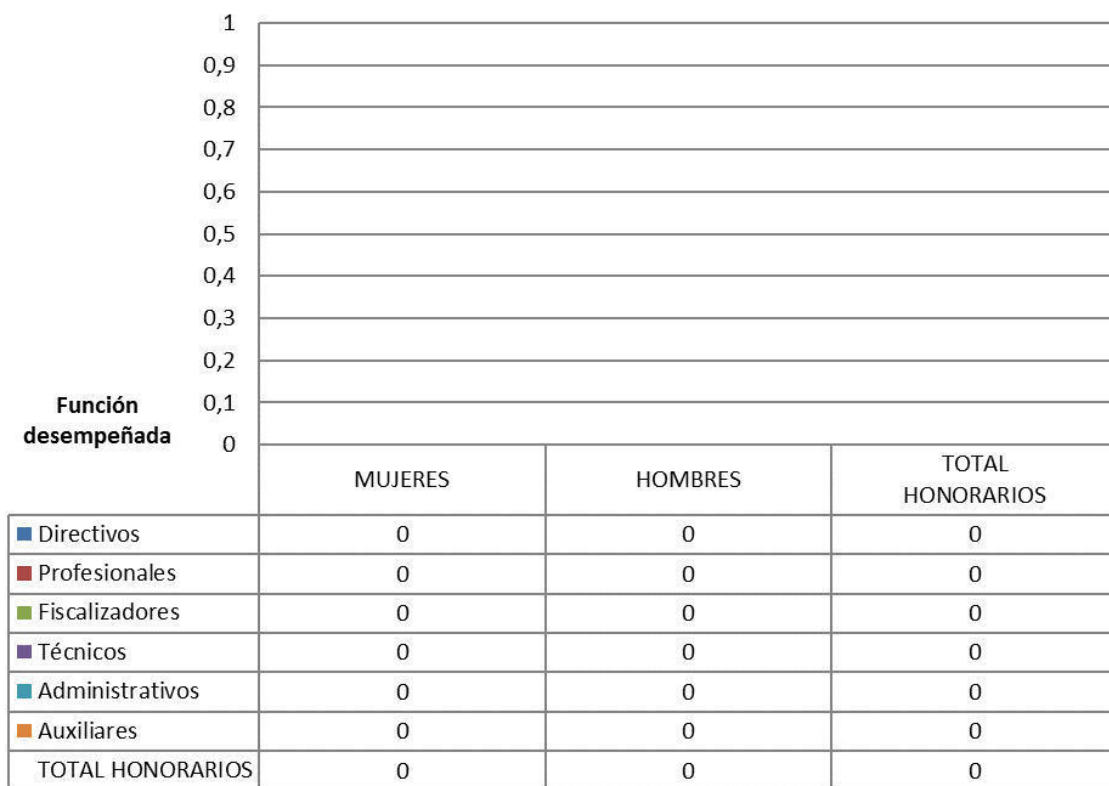 1
0,9
0,8
0,7
0,6
0,5
0,4
0,3
0,2
0,1
0
Función
desempeñada
MUJERES HOMBRES TOTAL
HONORARIOS
Directivos 0 0 0
Profesionales 0 0 0
Fiscalizadores 0 0 0
Técnicos 0 0 0
Administrativos 0 0 0
Auxiliares 0 0 0
TOTAL HONORARIOS 0 0 0